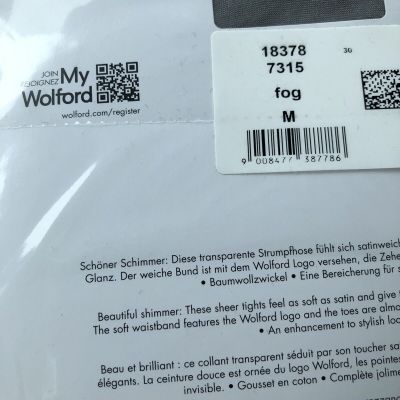 JOIN
REJOIGNEZ
My
Wolford
wolford.com/register
18378 30
7315
fog
M
9 008477 387786
Schöner Schimmer: Diese transparente Strumpfhose fühlt sich satinweich
Glanz. Der weiche Bund ist mit dem Wolford Logo versehen, die Zehe
• Baumwollzwickel • Eine Bereicherung für
Beautiful shimmer: These sheer tights feel as soft as satin and give
The soft waistband features the Wolford logo and the toes are
• An enhancement to stylish
Beau et brillant : ce collant transparent séduit par son toucher
élégants. La ceinture douce est ornée du logo Wolford, les pointes
invisible. • Gousset en coton • Complète